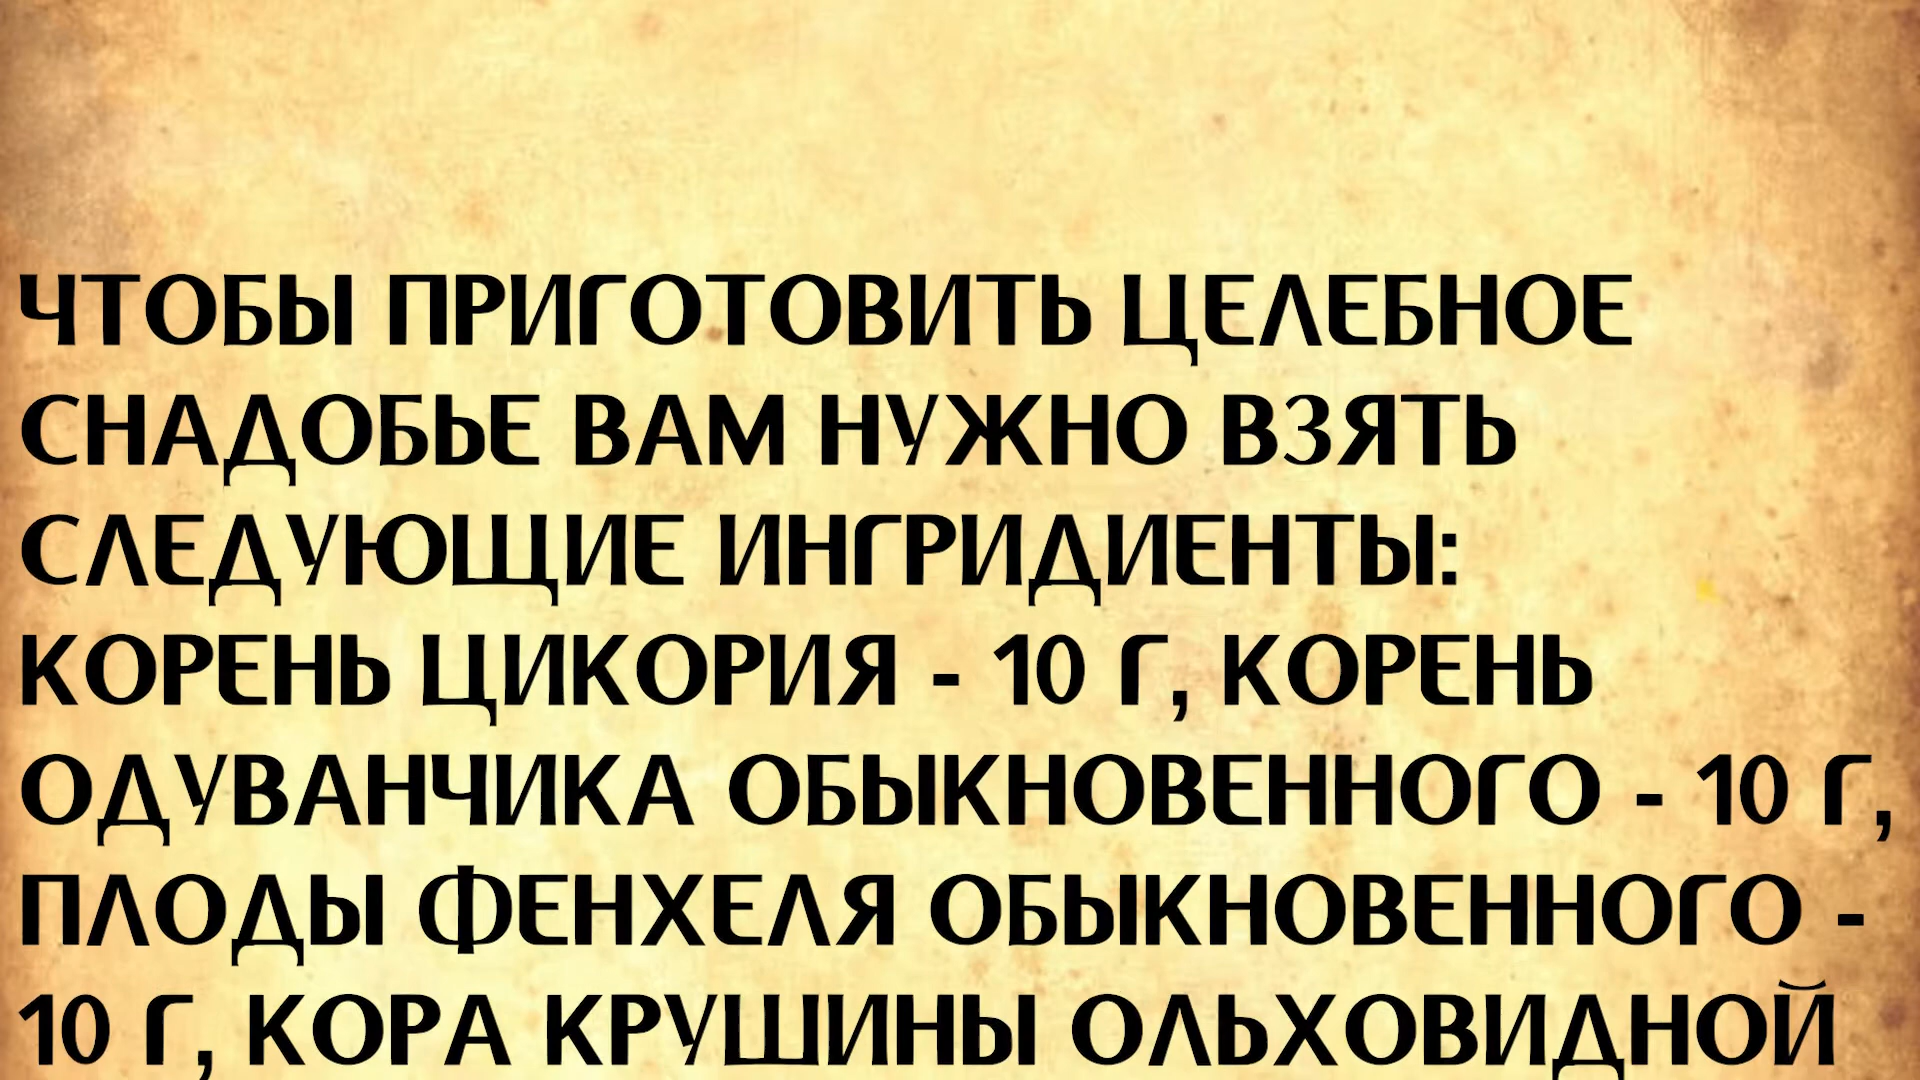 ЧТОБЫ ПРИГОТОВИТЬ ЦЕЛЕБНОЕ
СНАДОБЬЕ ВАМ НУЖНО ВЗЯТЬ
СЛЕДУЮЩИЕ ИНГРИДИЕНТЫ:
КОРЕНЬ ЦИКОРИЯ - 10 Г, КОРЕНЬ
ОДУВАНЧИКА ОБЫКНОВЕННОГО - 10 Г,
ПЛОДЫ ФЕНХЕЛЯ ОБЫКНОВЕННОГО -
10 Г, КОРА КРУШИНЫ ОЛЬХОВИДНОЙ